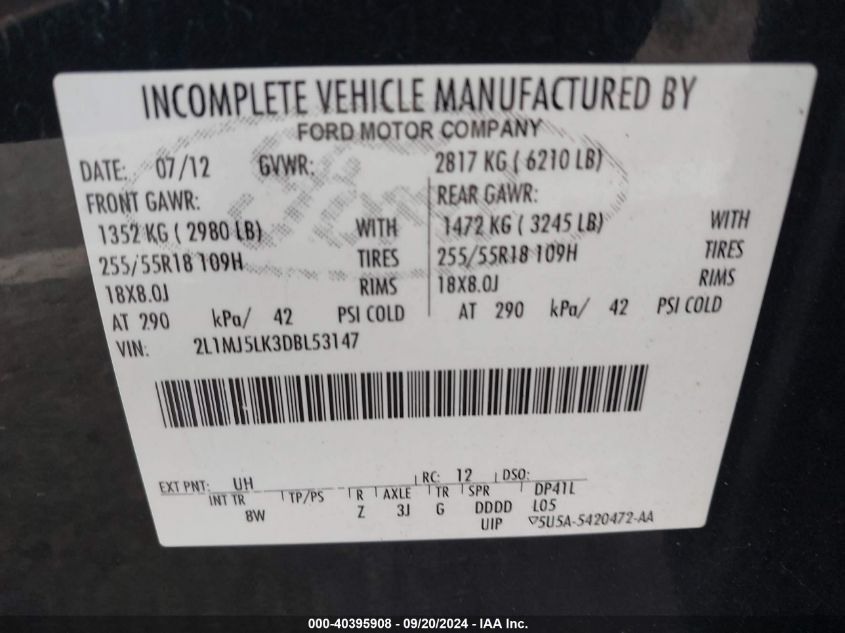 INCOMPLETE VEHICLE MANUFACTURED BY
FORD MOTOR COMPANY
DATE: 07/12 GVWR: 2817 KG ( 6210 LB)
FRONT GAWR: REAR GAWR:
1352 KG ( 2980 LB) WITH 1472 KG ( 3245 LB) WITH
255/55R18 109H TIRES 255/55R18 109H TIRES
18X8.0J RIMS 18X8.0J RIMS
AT 290 kPa/ 42 PSI COLD AT 290 kPa/ 42 PSI COLD
VIN: 2L1MJ5LK3DBL53147
EXT PNT: UH RC: 12 DSO:
INT TR TP/PS R AXLE TR SPR DP41L
8W Z 3J G DDDD L05
UIP ▽5U5A-5420472-AA
000-40395908 - 09/20/2024 - IAA Inc.